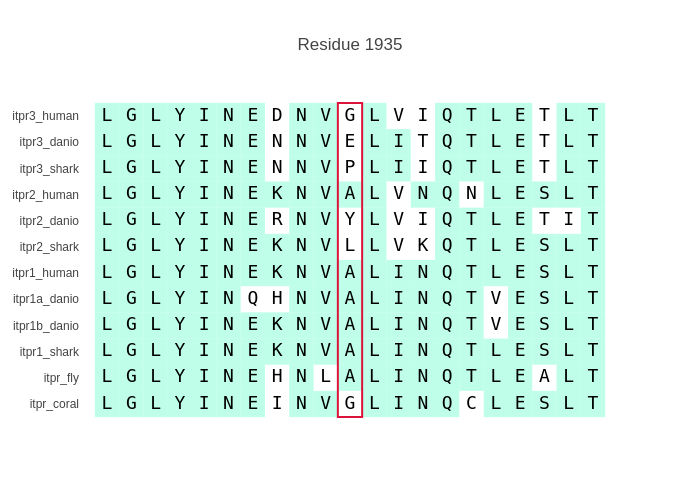 Residue 1935
itpr3_human L G L Y I N E D N V G L V I Q T L E T L T
itpr3_danio L G L Y I N E N N V E L I T Q T L E T L T
itpr3_shark L G L Y I N E N N V P L I I Q T L E T L T
itpr2_human L G L Y I N E K N V A L V N Q N L E S L T
itpr2_danio L G L Y I N E R N V Y L V I Q T L E T I T
itpr2_shark L G L Y I N E K N V L L V K Q T L E S L T
itpr1_human L G L Y I N E K N V A L I N Q T L E S L T
itpr1a_danio L G L Y I N Q H N V A L I N Q T V E S L T
itpr1b_danio L G L Y I N E K N V A L I N Q T V E S L T
itpr1_shark L G L Y I N E K N V A L I N Q T L E S L T
itpr_fly L G L Y I N E H N L A L I N Q T L E A L T
itpr_coral L G L Y I N E I N V G L I N Q C L E S L T